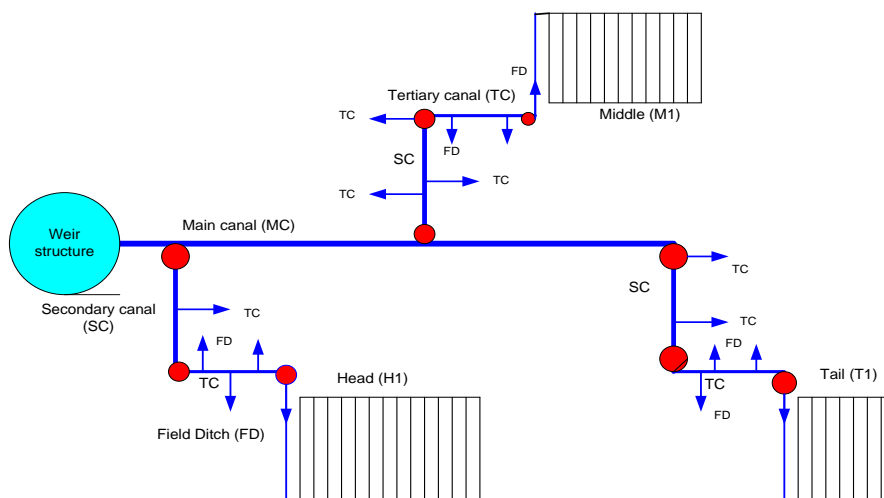 FD
Tertiary canal (TC)
Middle (M1)
TC
FD
SC
TC
TC
Main canal (MC)
Weir
structure
TC
SC
Secondary canal
(SC)
TC
TC
FD
FD
TC
Head (H1)
TC
Tail (T1)
FD
Field Ditch (FD)